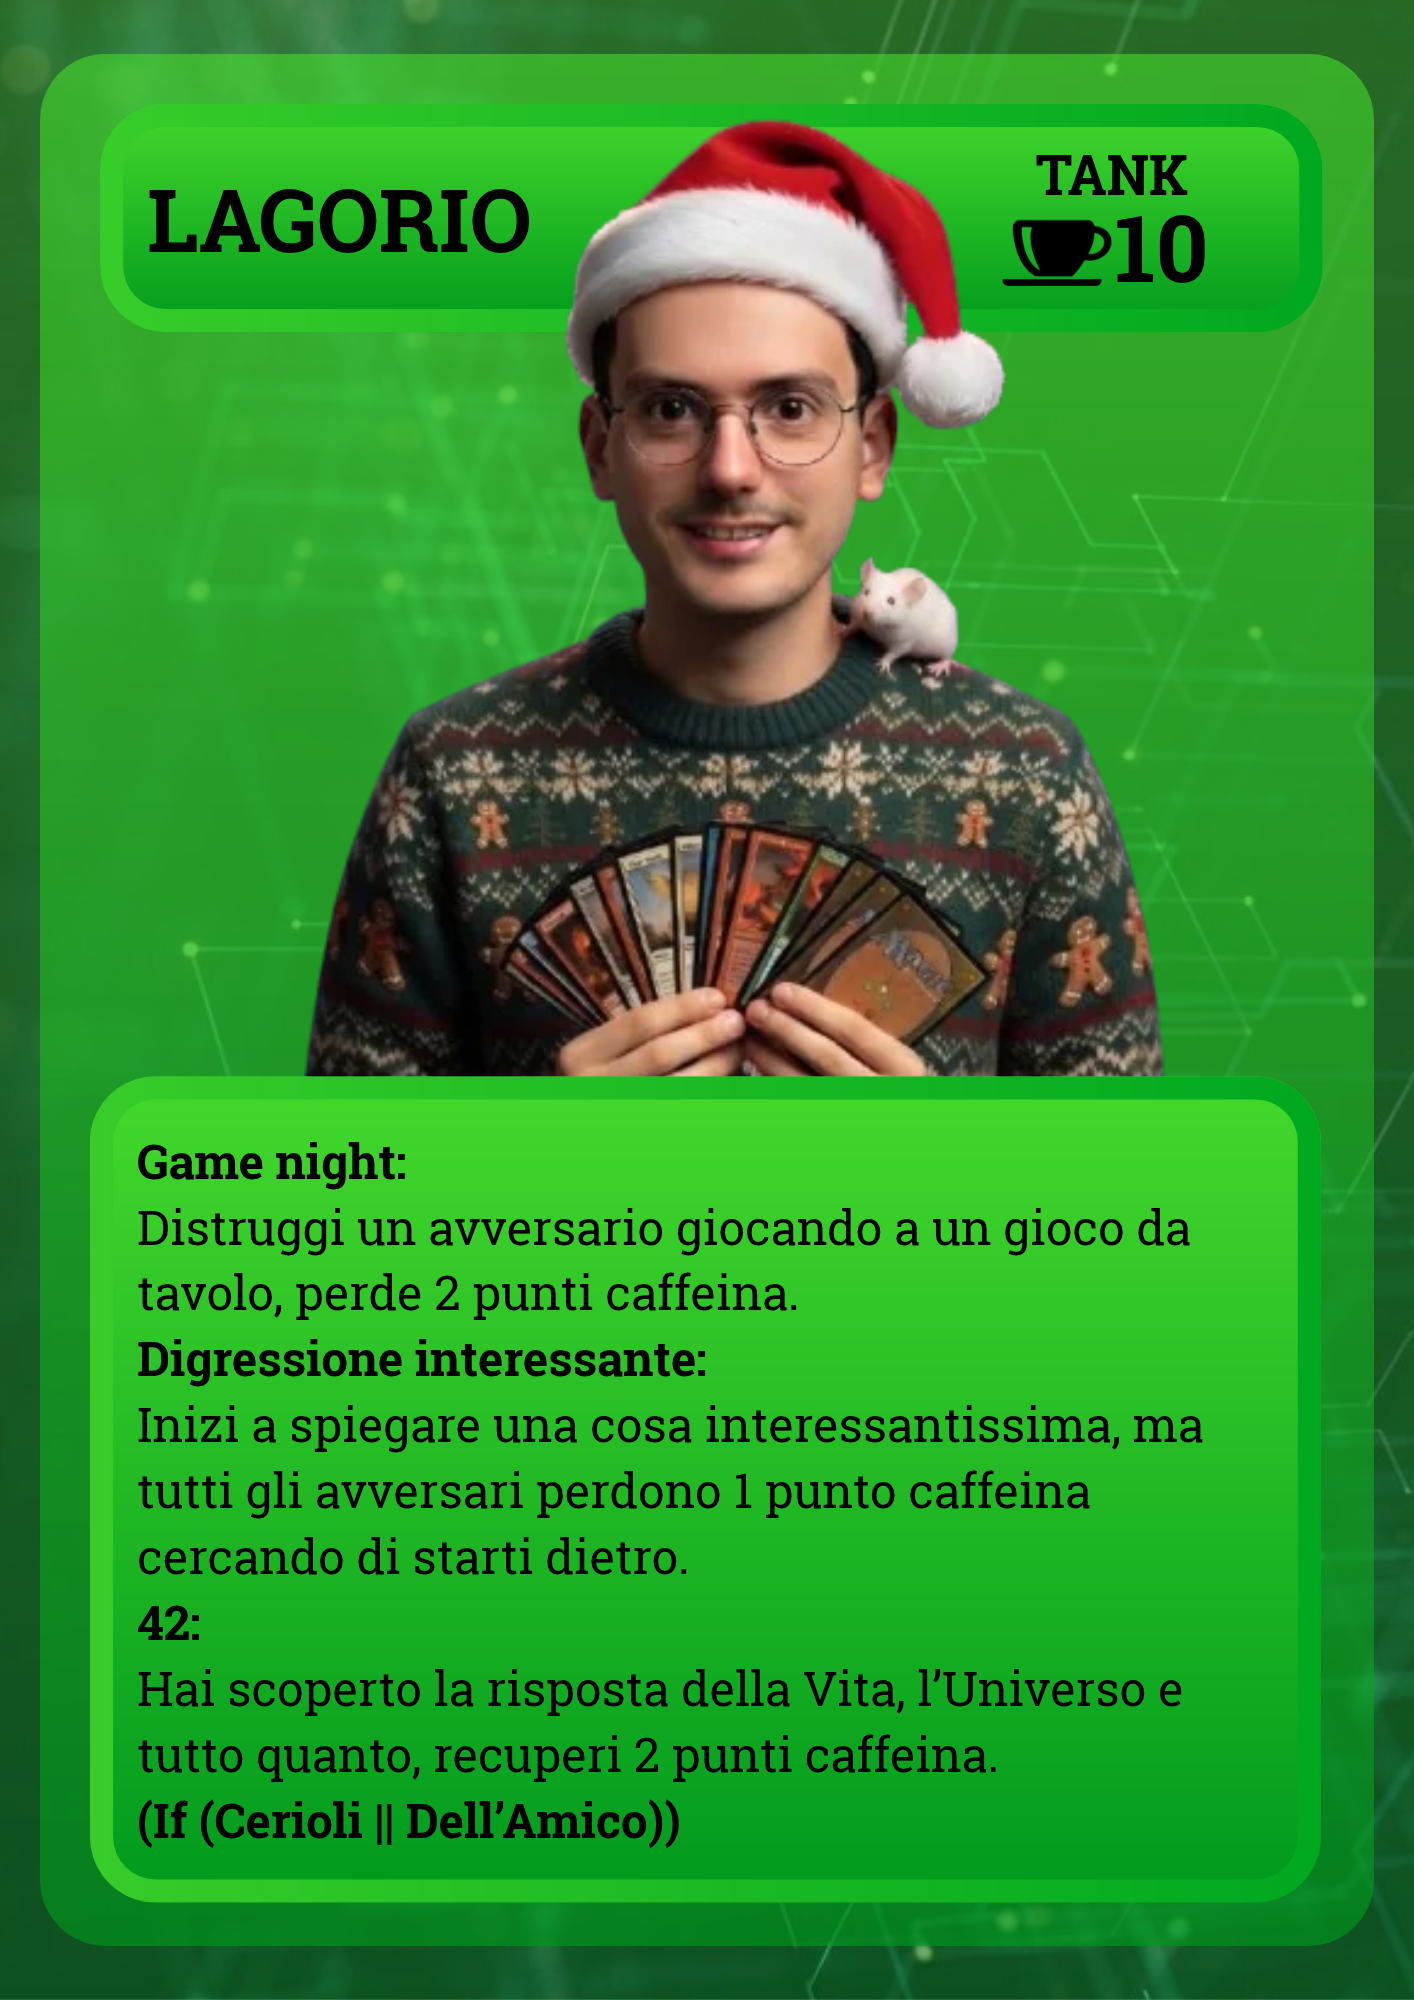 LAGORIO
TANK
10
Game night:
Distruggi un avversario giocando a un gioco da
tavolo, perde 2 punti caffeina.
Digressione interessante:
Inizi a spiegare una cosa interessantissima, ma
tutti gli avversari perdono 1 punto caffeina
cercando di starti dietro.
42:
Hai scoperto la risposta della Vita, l’Universo e
tutto quanto, recuperi 2 punti caffeina.
(If (Cerioli || Dell’Amico))